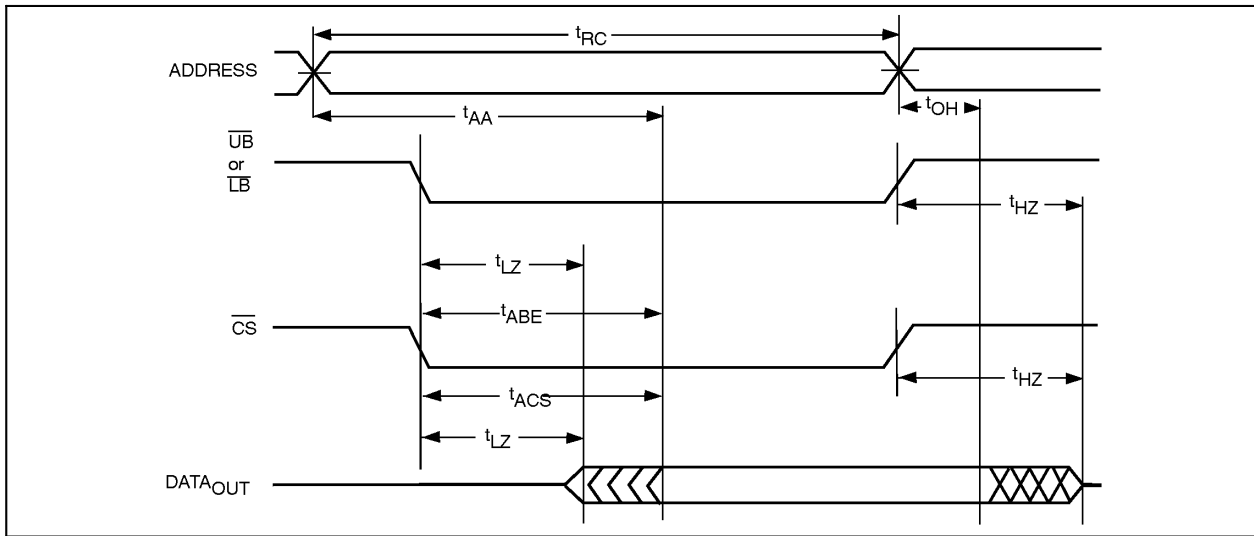 tRC
ADDRESS
tOH
tAA
UB
or
LB
tHZ
tLZ
tABE
CS
tHZ
tACS
tLZ
DATAOUT